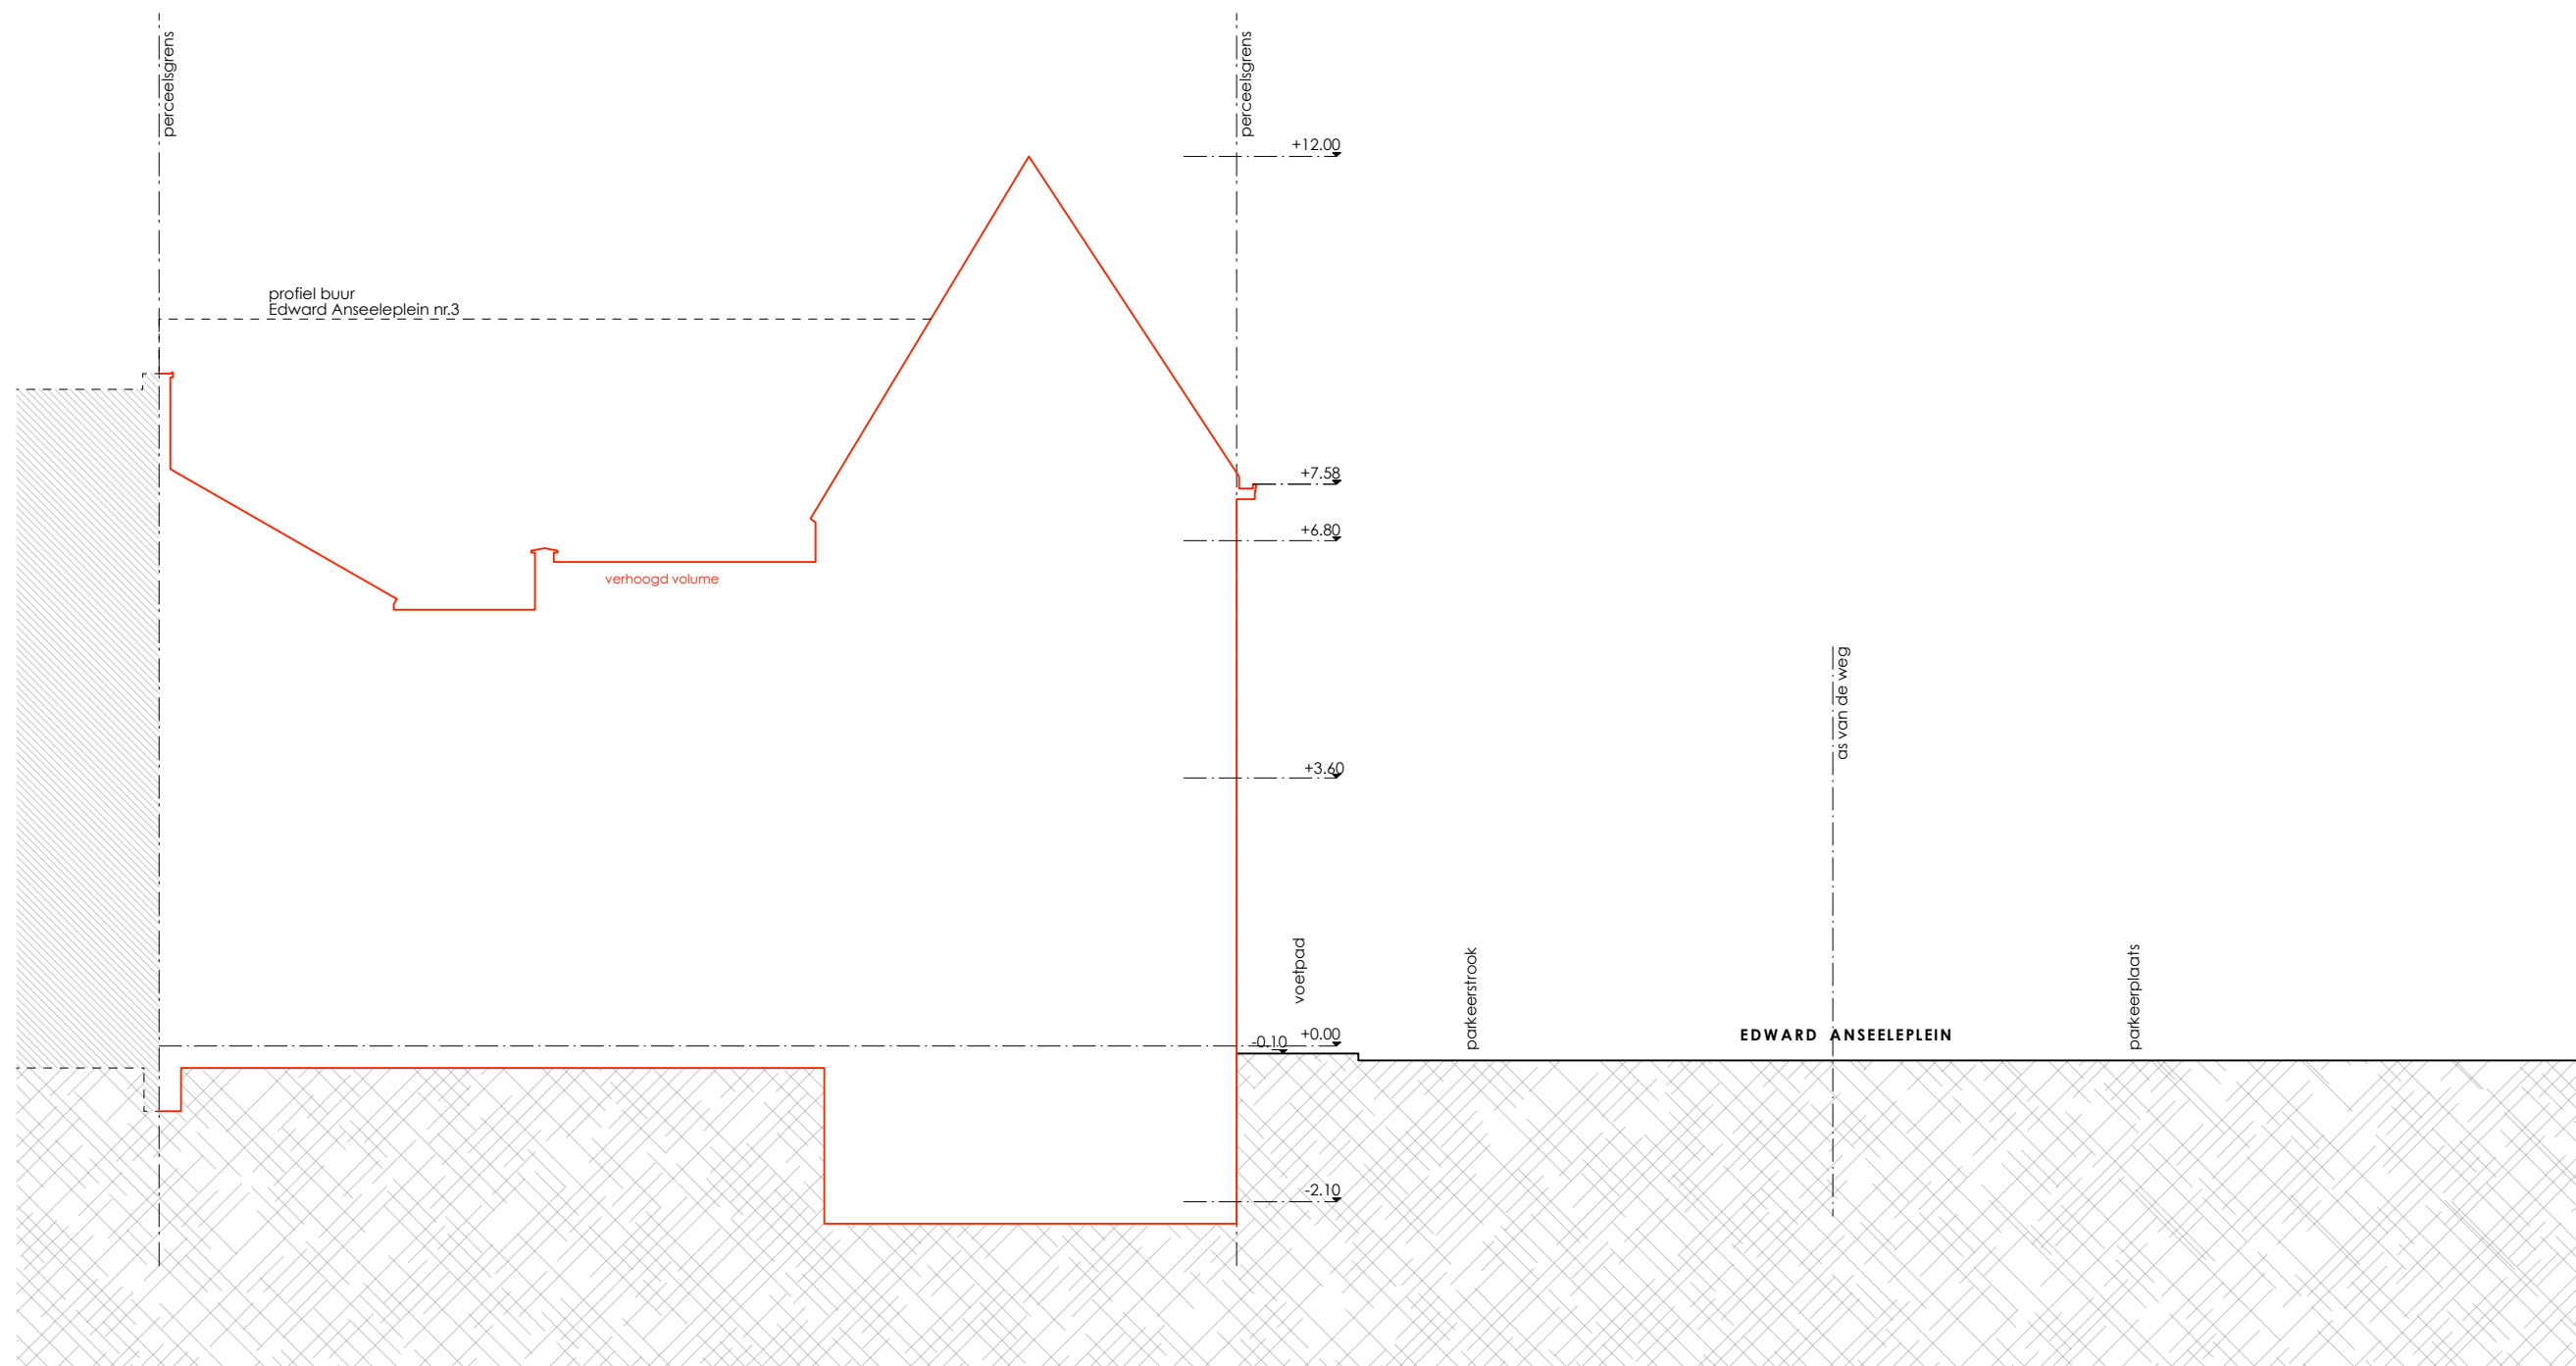 perceelsgrens
perceelsgrens
+12.00
profiel buur
Edward Anseeleplein nr.3
+7.58
+6.80
verhoogd volume
as van de weg
+3.60
voetpad
parkeerstrook
parkeerplaats
+0.00
-0.10
EDWARD ANSEELEPLEIN
-2.10